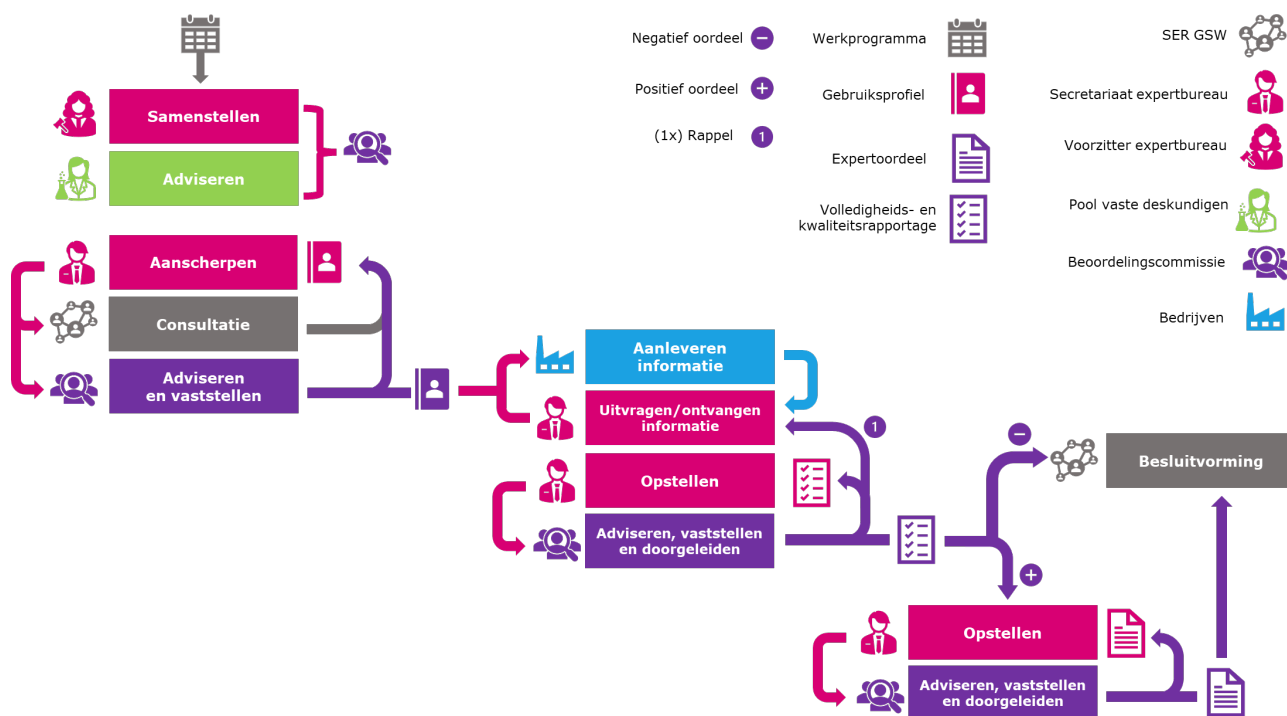 Negatief oordeel
−
Positief oordeel
+
(1x) Rappel
1
Werkprogramma
Gebruiksprofiel
Expertoordeel
Volledigheids- en
kwaliteitsrapportage
SER GSW
Secretariaat expertbureau
Voorzitter expertbureau
Pool vaste deskundigen
Beoordelingscommissie
Bedrijven
Samenstellen
Adviseren
Aanscherpen
Consultatie
Adviseren
en vaststellen
Aanleveren
informatie
Uitvragen/ontvangen
informatie
1
Opstellen
Adviseren, vaststellen
en doorgeleiden
−
Besluitvorming
+
Opstellen
Adviseren, vaststellen
en doorgeleiden